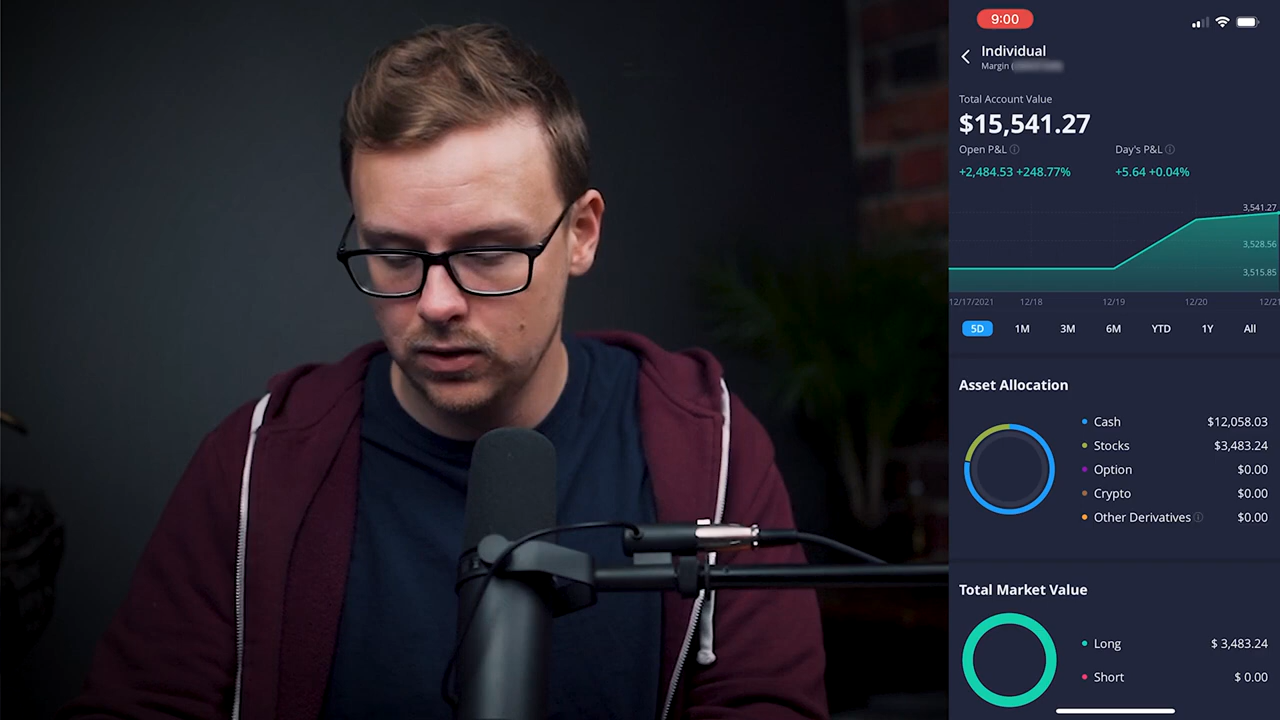 9:00
Individual
Margin (
Total Account Value
$15,541.27
Open P&L ⓘ Day's P&L ⓘ
+2,484.53 +248.77% +5.64 +0.04%
3,541.27
3,528.56
3,515.85
12/17/2021 12/18 12/19 12/20 12/2
5D 1M 3M 6M YTD 1Y All
Asset Allocation
Cash $12,058.03
Stocks $3,483.24
Option $0.00
Crypto $0.00
Other Derivatives ⓘ $0.00
Total Market Value
Long $ 3,483.24
Short $ 0.00